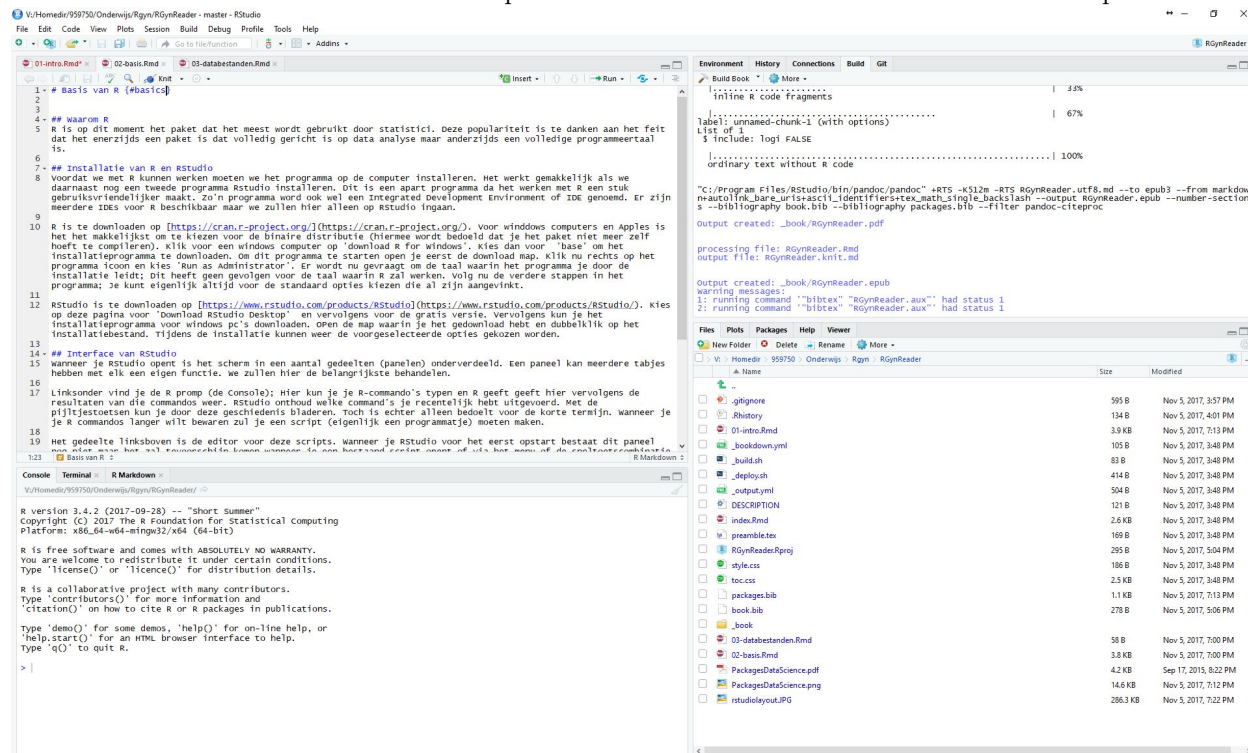 V:/Homedir/959750/Onderwijs/Rgyn/RGynReader - master - RStudio
File Edit Code View Plots Session Build Debug Profile Tools Help
Go to file/function Addins RGynReader
01-intro.Rmd* 02-basis.Rmd 03-databestanden.Rmd
Knit Insert Run
1 # Basis van R {#basics}
2
3
4 ## Waarom R
5 R is op dit moment het paket dat het meest wordt gebruikt door statistici. Deze populariteit is te danken aan het feit
dat het enerzijds een paket is dat volledig gericht is op data analyse maar anderzijds een volledige programmeertaal
is.
6
7 ## Installatie van R en RStudio
8 Voordat we met R kunnen werken moeten we het programma op de computer installeren. Het werkt gemakkelijk als we
daarnaast nog een tweede programma Rstudio installeren. Dit is een apart programma da het werken met R een stuk
gebruiksvriendelijker maakt. Zo'n programma word ook wel een Integrated Development Environment of IDE genoemd. Er zijn
meerdere IDEs voor R beschikbaar maar we zullen hier alleen op RStudio ingaan.
9
10 R is te downloaden op [https://cran.r-project.org/](https://cran.r-project.org/). Voor winddows computers en Apples is
het het makkelijkst om te kiezen voor de binaire distributie (hiermee wordt bedoeld dat je het paket niet meer zelf
hoeft te compileren). Klik voor een windows computer op 'download R for Windows'. Kies dan voor 'base' om het
installatieprogramma te downloaden. Om dit programma te starten open je eerst de download map. Klik nu rechts op het
programma icoon en kies 'Run as Administrator'. Er wordt nu gevraagt om de taal waarin het programma je door de
installatie leidt; Dit heeft geen gevolgen voor de taal waarin R zal werken. Volg nu de verdere stappen in het
programma; Je kunt eigenlijk altijd voor de standaard opties kiezen die al zijn aangevinkt.
11
12 RStudio is te downloaden op [https://www.rstudio.com/products/RStudio](https://www.rstudio.com/products/RStudio/). Kies
op deze pagina voor 'Download RStudio Desktop' en vervolgens voor de gratis versie. Vervolgens kun je het
installatieprogramma voor windows pc's downloaden. OPen de map waarin je het gedownload hebt en dubbelklik op het
installatiebestand. Tijdens de installatie kunnen weer de voorgeselecteerde opties gekozen worden.
13
14 ## Interface van RStudio
15 Wanneer je RStudio opent is het scherm in een aantal gedeelten (panelen) onderverdeeld. Een paneel kan meerdere tabjes
hebben met elk een eigen functie. We zullen hier de belangrijkste behandelen.
16
17 Linksonder vind je de R promp (de Console); Hier kun je je R-commando's typen en R geeft geeft hier vervolgens de
resultaten van die commandos weer. RStudio onthoud welke command's je recentelijk hebt uitgevoerd. Met de
pijltjestoetsen kun je door deze geschiedenis bladeren. Toch is echter alleen bedoelt voor de korte termijn. Wanneer je
je R commandos langer wilt bewaren zul je een script (eigenlijk een programmatje) moeten maken.
18
19 Het gedeelte linksboven is de editor voor deze scripts. Wanneer je RStudio voor het eerst opstart bestaat dit paneel
1:23 Basis van R R Markdown
Console Terminal R Markdown
V:/Homedir/959750/Onderwijs/Rgyn/RGynReader/
R version 3.4.2 (2017-09-28) -- "Short Summer"
Copyright (C) 2017 The R Foundation for Statistical Computing
Platform: x86_64-w64-mingw32/x64 (64-bit)
R is free software and comes with ABSOLUTELY NO WARRANTY.
You are welcome to redistribute it under certain conditions.
Type 'license()' or 'licence()' for distribution details.
R is a collaborative project with many contributors.
Type 'contributors()' for more information and
'citation()' on how to cite R or R packages in publications.
Type 'demo()' for some demos, 'help()' for on-line help, or
'help.start()' for an HTML browser interface to help.
Type 'q()' to quit R.
>
Environment History Connections Build Git
Build Book More
|...................... | 33%
inline R code fragments
|........................................... | 67%
label: unnamed-chunk-1 (with options)
List of 1
$ include: logi FALSE
|.................................................................| 100%
ordinary text without R code
"C:/Program Files/RStudio/bin/pandoc/pandoc" +RTS -K512m -RTS RGynReader.utf8.md --to epub3 --from markdow
n+autolink_bare_uris+ascii_identifiers+tex_math_single_backslash --output RGynReader.epub --number-section
s --bibliography book.bib --bibliography packages.bib --filter pandoc-citeproc
Output created: _book/RGynReader.pdf
processing file: RGynReader.Rmd
output file: RGynReader.knit.md
Output created: _book/RGynReader.epub
Warning messages:
1: running command '"bibtex" "RGynReader.aux"' had status 1
2: running command '"bibtex" "RGynReader.aux"' had status 1
Files Plots Packages Help Viewer
New Folder Delete Rename More
V: Homedir 959750 Onderwijs Rgyn RGynReader
Name Size Modified
..
.gitignore 595 B Nov 5, 2017, 3:57 PM
.Rhistory 134 B Nov 5, 2017, 4:01 PM
01-intro.Rmd 3.9 KB Nov 5, 2017, 7:13 PM
_bookdown.yml 105 B Nov 5, 2017, 3:48 PM
_build.sh 83 B Nov 5, 2017, 3:48 PM
_deploy.sh 414 B Nov 5, 2017, 3:48 PM
_output.yml 504 B Nov 5, 2017, 3:48 PM
DESCRIPTION 121 B Nov 5, 2017, 3:48 PM
index.Rmd 2.6 KB Nov 5, 2017, 3:48 PM
preamble.tex 169 B Nov 5, 2017, 3:48 PM
RGynReader.Rproj 295 B Nov 5, 2017, 5:04 PM
style.css 186 B Nov 5, 2017, 3:48 PM
toc.css 2.5 KB Nov 5, 2017, 3:48 PM
packages.bib 1.1 KB Nov 5, 2017, 7:13 PM
book.bib 278 B Nov 5, 2017, 5:06 PM
_book
03-databestanden.Rmd 58 B Nov 5, 2017, 7:00 PM
02-basis.Rmd 3.8 KB Nov 5, 2017, 7:00 PM
PackagesDataScience.pdf 4.2 KB Sep 17, 2015, 8:22 PM
PackagesDataScience.png 14.6 KB Nov 5, 2017, 7:12 PM
rstudiolayout.JPG 286.3 KB Nov 5, 2017, 7:22 PM